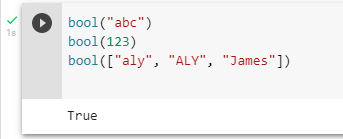 1s
bool("abc")
bool(123)
bool(["aly", "ALY", "James"])
True